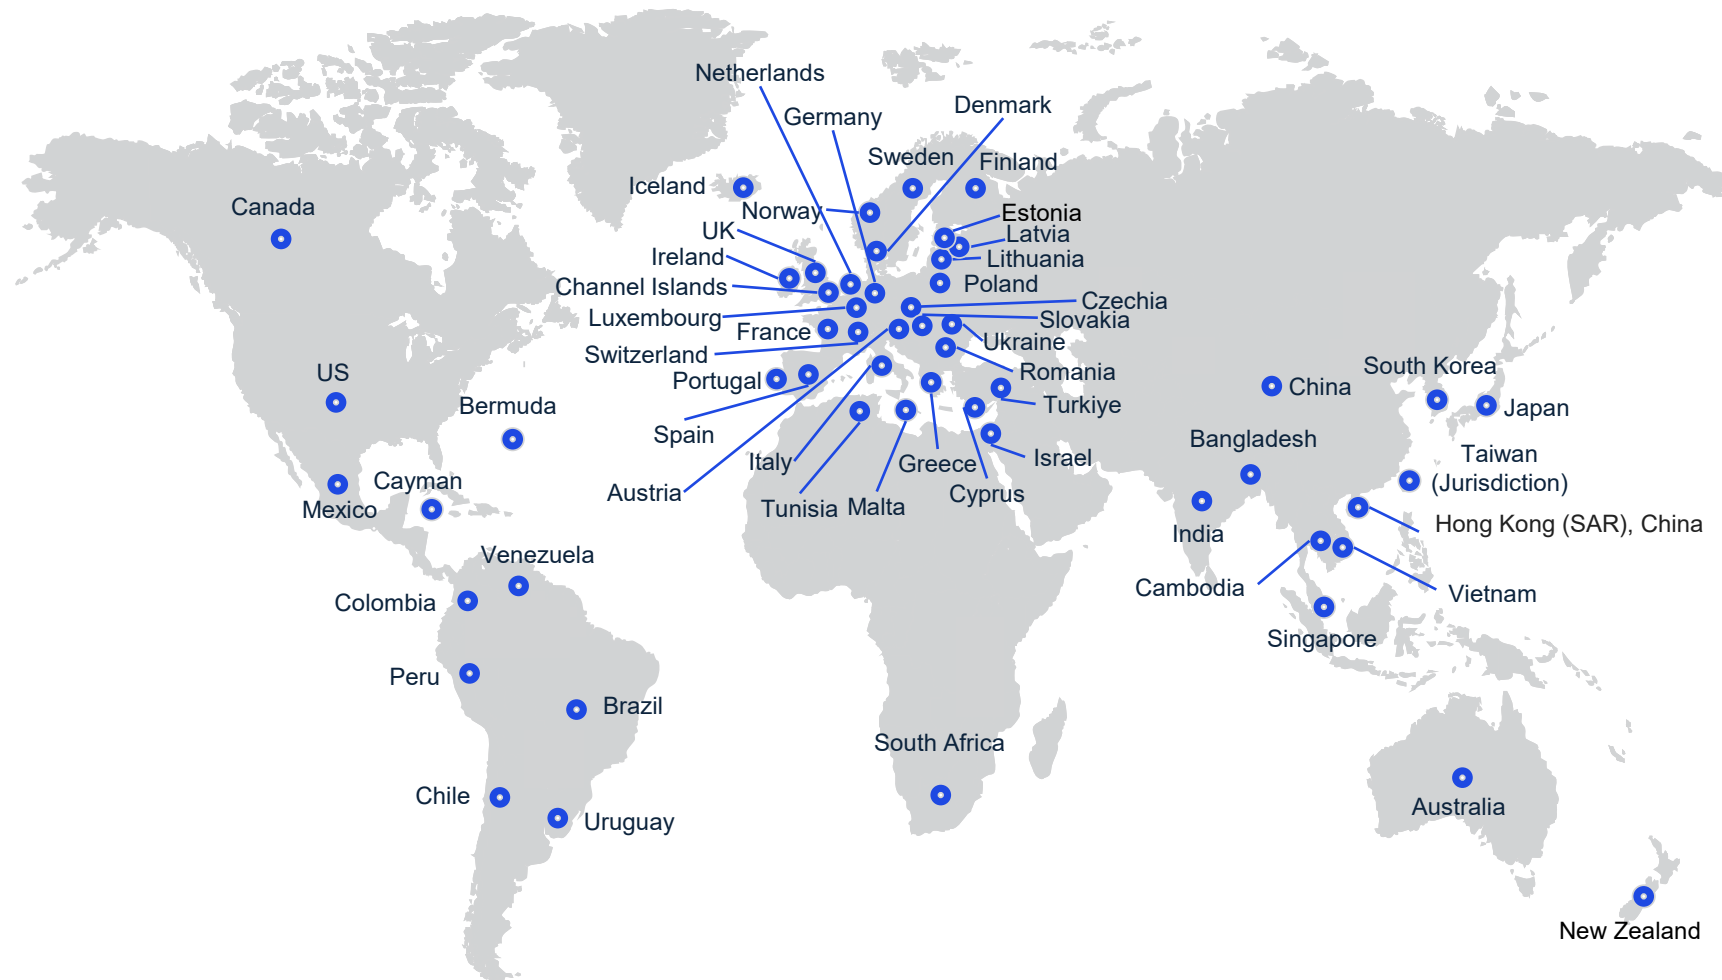 Netherlands
Denmark
Germany
Sweden
Finland
Iceland
Canada
Norway
Estonia
UK
Latvia
Ireland
Lithuania
Channel Islands
Poland
Czechia
Luxembourg
Slovakia
France
Ukraine
Switzerland
South Korea
US
Romania
Portugal
China
Bermuda
Turkiye
Japan
Spain
Bangladesh
Italy
Greece
Israel
Taiwan
(Jurisdiction)
Cayman
Austria
Cyprus
Mexico
Tunisia
Malta
Hong Kong (SAR), China
India
Venezuela
Cambodia
Vietnam
Colombia
Singapore
Peru
Brazil
South Africa
Chile
Australia
Uruguay
New Zealand